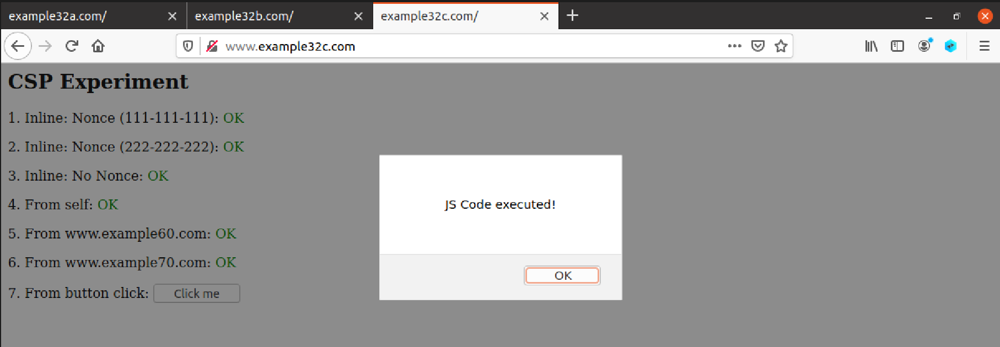 example32a.com/
example32b.com/
example32c.com/
www.example32c.com
CSP Experiment
1. Inline: Nonce (111-111-111): OK
2. Inline: Nonce (222-222-222): OK
3. Inline: No Nonce: OK
4. From self: OK
5. From www.example60.com: OK
6. From www.example70.com: OK
7. From button click: Click me
JS Code executed!
OK